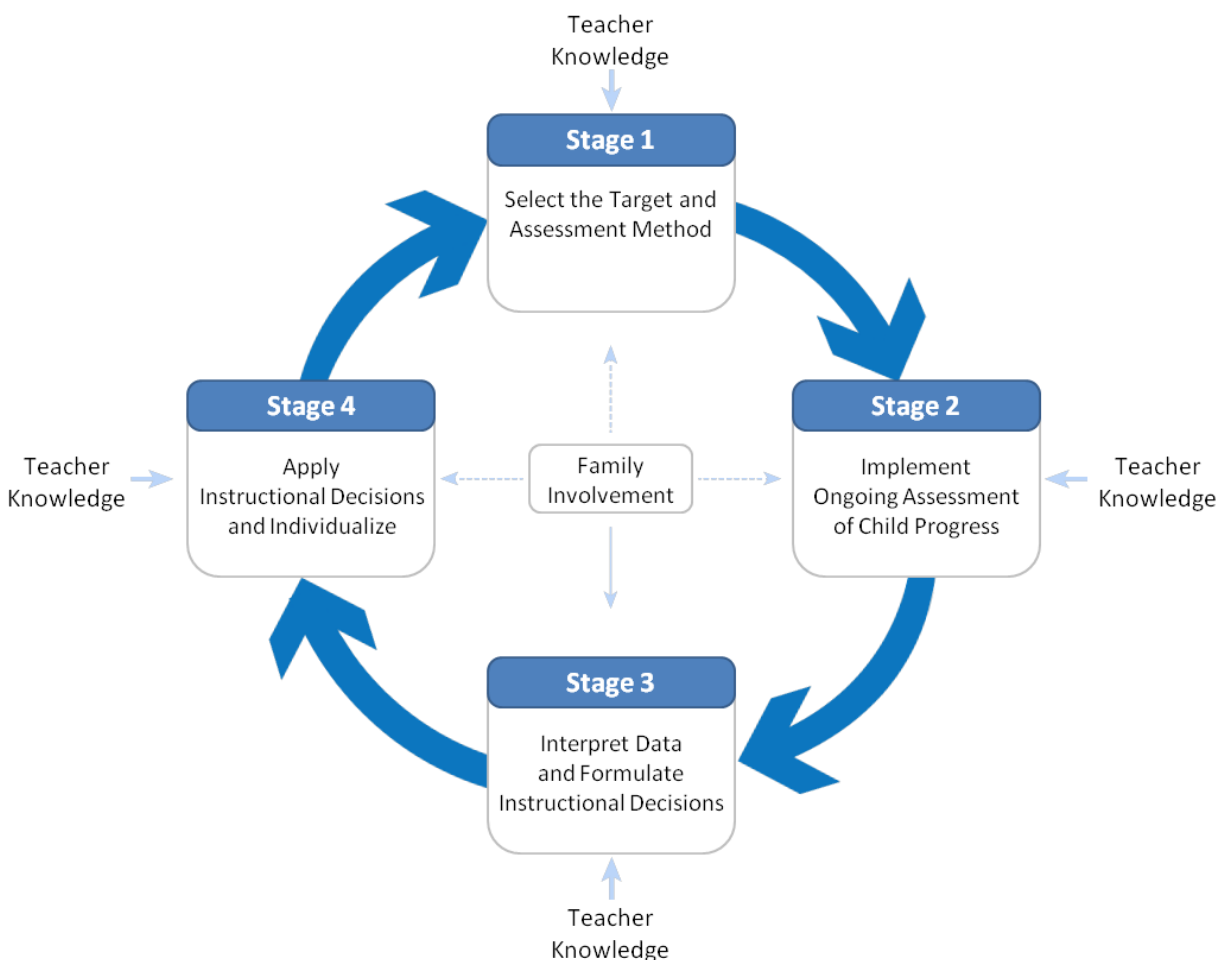 Teacher
Knowledge
Stage 1
Select the Target and
Assessment Method
Stage 4
Apply
Instructional Decisions
and Individualize
Teacher
Knowledge
Family
Involvement
Stage 2
Implement
Ongoing Assessment
of Child Progress
Teacher
Knowledge
Stage 3
Interpret Data
and Formulate
Instructional Decisions
Teacher
Knowledge